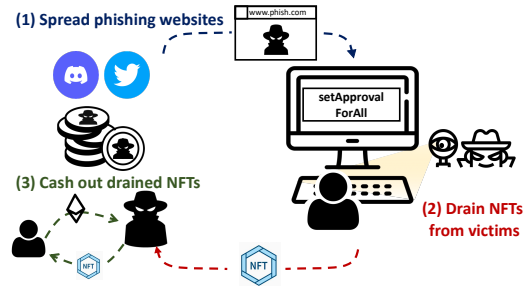 (1) Spread phishing websites
www.phish.com
setApproval
ForAll
(3) Cash out drained NFTs
(2) Drain NFTs
from victims
NFT
NFT